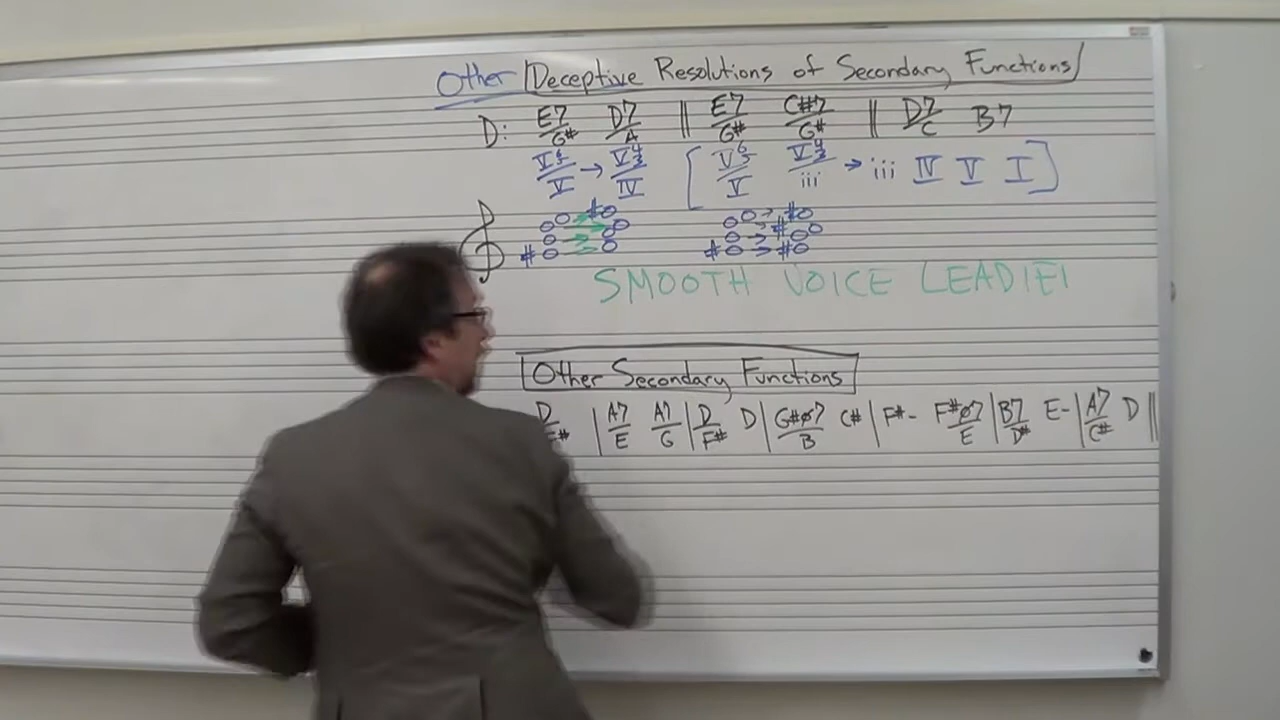 Other Deceptive Resolutions of Secondary Functions
D: E7/G# D7/A || E7/G# C#7/G# || D7/C B7
V6/5/V → V4/3/IV [ V6/5/V V4/3/iii → iii IV V I ]
SMOOTH VOICE LEADIE
Other Secondary Functions
D/F# | A7/E A7/G | D/F# D | G#ø7/B C# | F#- F#ø7/E | B7/D# E- | A7/C# D ||